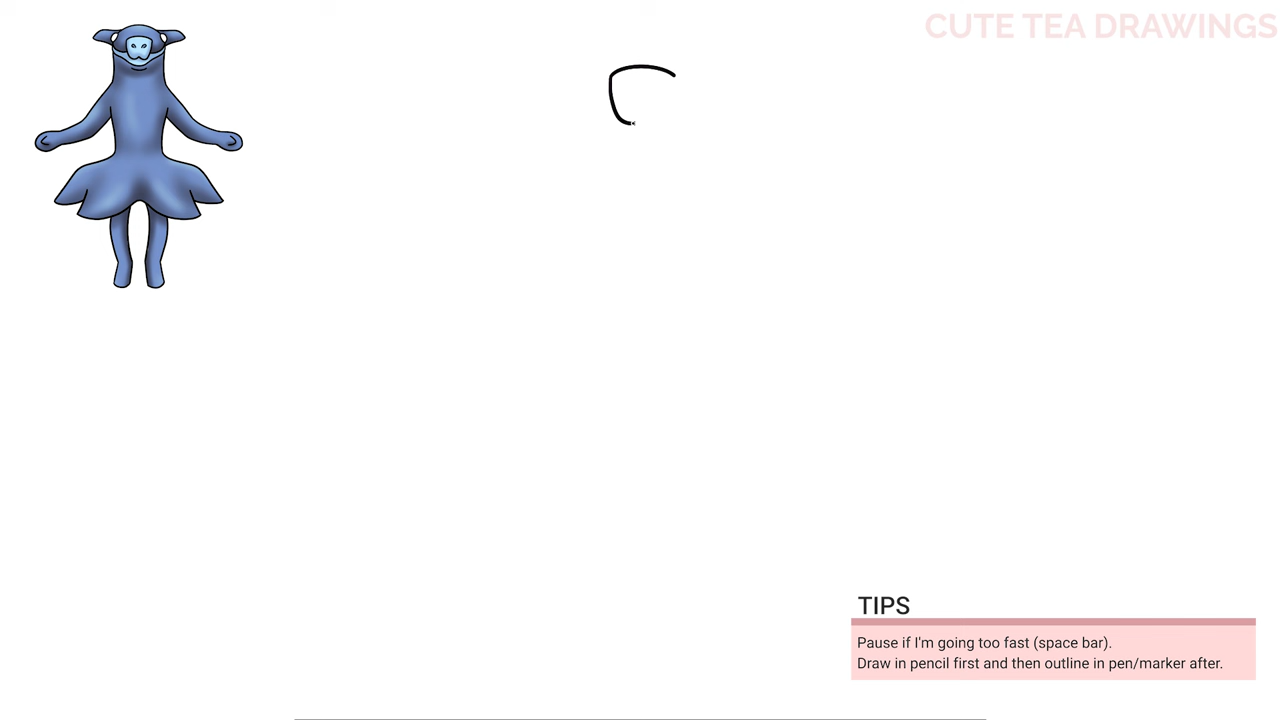 CUTE TEA DRAWINGS
TIPS
Pause if I'm going too fast (space bar).
Draw in pencil first and then outline in pen/marker after.